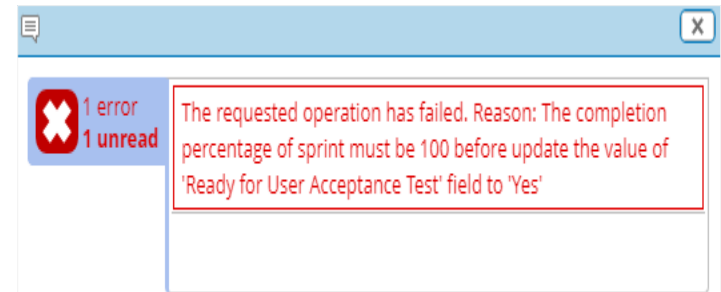 1 error
1 unread
The requested operation has failed. Reason: The completion
percentage of sprint must be 100 before update the value of
'Ready for User Acceptance Test' field to 'Yes'